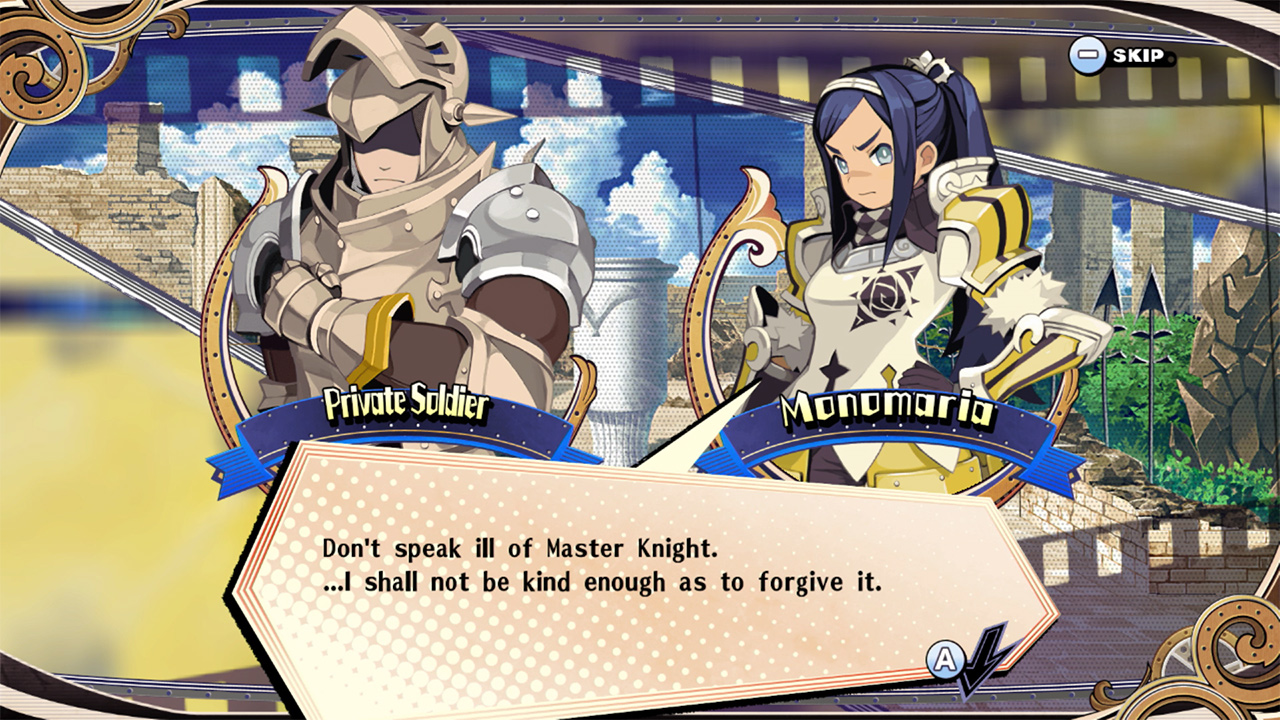 SKIP
Private Soldier
Monomaria
Don't speak ill of Master Knight.
...I shall not be kind enough as to forgive it.
A